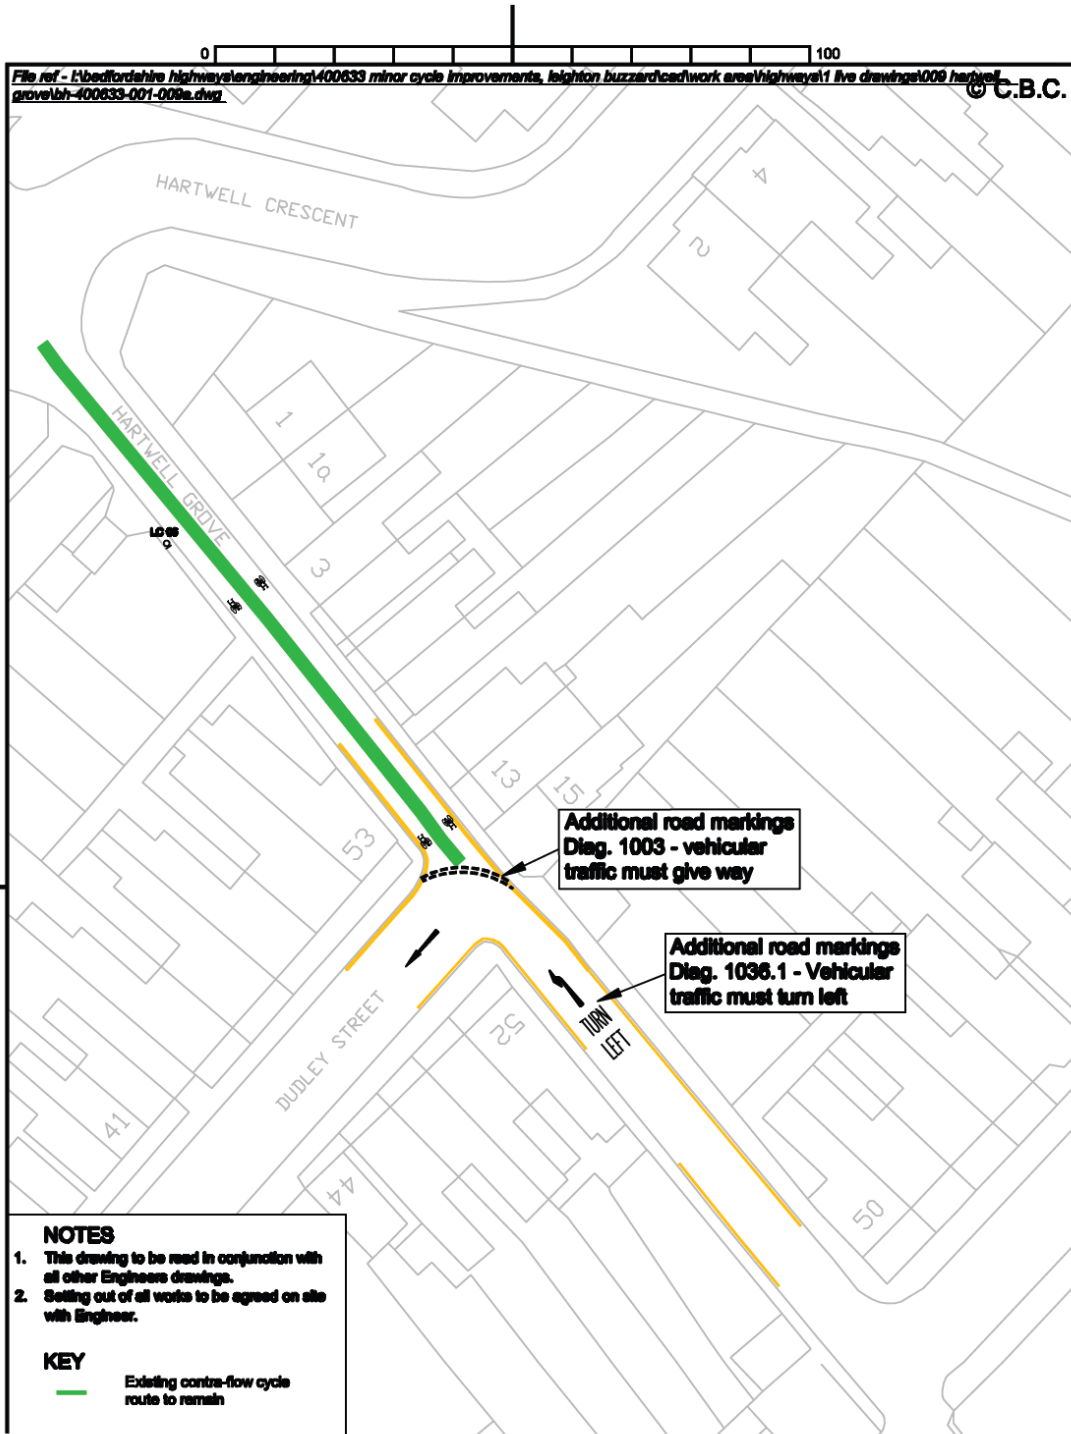 0
100
File ref - I:\bedfordshire highways\engineering\400633 minor cycle improvements, leighton buzzard\cad\work area\highways\1 live drawings\009 hartwell
grove\bh-400633-001-009a.dwg
© C.B.C.
HARTWELL CRESCENT
4
2
HARTWELL GROVE
1
1a
LC 95
3
13
15
53
Additional road markings
Diag. 1003 - vehicular
traffic must give way
Additional road markings
Diag. 1036.1 - Vehicular
traffic must turn left
TURN
LEFT
52
DUDLEY STREET
41
44
50
NOTES
1. This drawing to be read in conjunction with
all other Engineers drawings.
2. Setting out of all works to be agreed on site
with Engineer.
KEY
Existing contra-flow cycle
route to remain